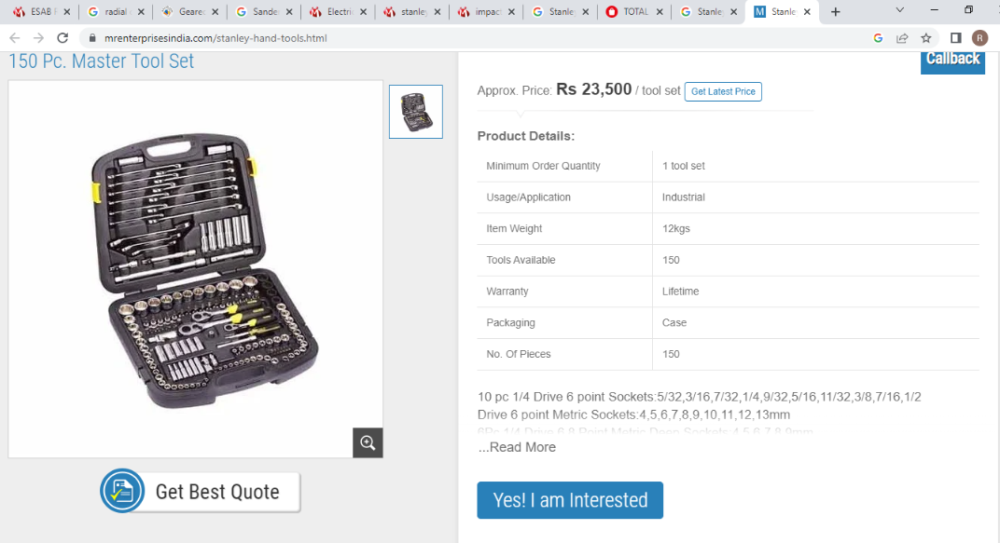 ESAB F
radial
Geared
Sande
Electri
stanle
impac
Stanle
TOTAL
Stanle
Stanle
mrenterprisesindia.com/stanley-hand-tools.html
R
150 Pc. Master Tool Set
Callback
Approx. Price: Rs 23,500 / tool set Get Latest Price
Product Details:
Minimum Order Quantity 1 tool set
Usage/Application Industrial
Item Weight 12kgs
Tools Available 150
Warranty Lifetime
Packaging Case
No. Of Pieces 150
10 pc 1/4 Drive 6 point Sockets:5/32,3/16,7/32,1/4,9/32,5/16,11/32,3/8,7/16,1/2
Drive 6 point Metric Sockets:4,5,6,7,8,9,10,11,12,13mm
...Read More
Get Best Quote
Yes! I am Interested